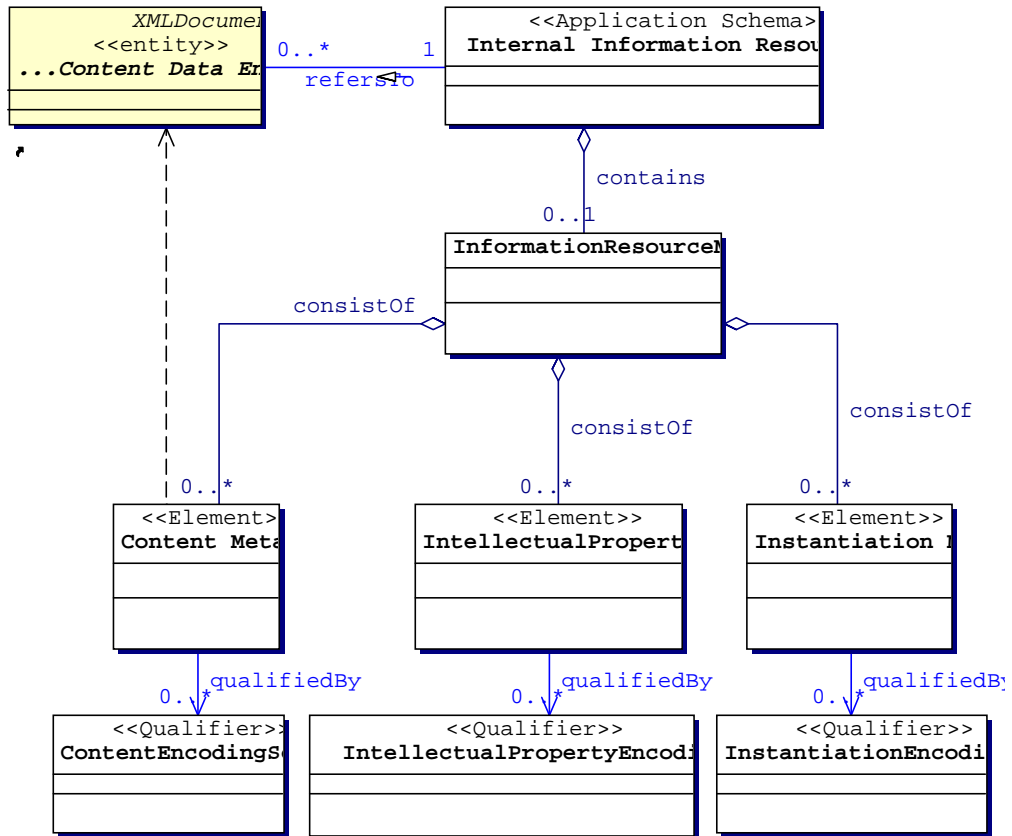 XMLDocume
<<entity>>
...Content Data En
0..*
1
refersTo
<<Application Schema>
Internal Information Resou
contains
0..1
InformationResourceM
consistOf
consistOf
consistOf
0..*
0..*
0..*
<<Element>
Content Meta
<<Element>>
IntellectualPropert
<<Element>>
Instantiation
0..*
qualifiedBy
0..*
qualifiedBy
0..*
qualifiedBy
<<Qualifier>>
ContentEncodingS
<<Qualifier>>
IntellectualPropertyEncodi
<<Qualifier>>
InstantiationEncodi